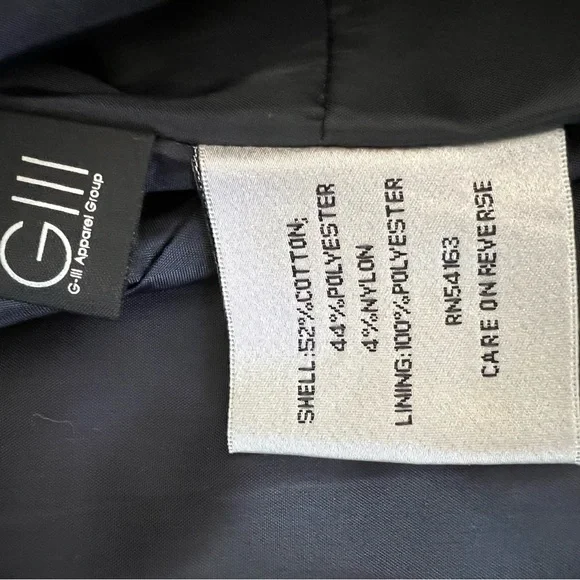 GIII
G-III Apparel Group
SHELL:52%COTTON;
44%POLYESTER
4%NYLON
LINING:100%POLYESTER
RN54163
CARE ON REVERSE